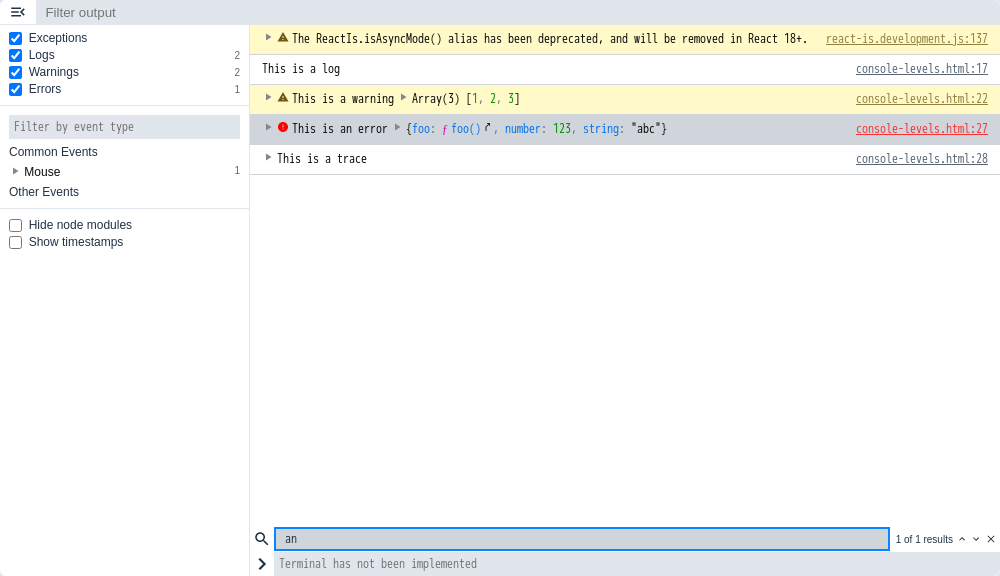 Filter output
Exceptions
Logs 2
Warnings 2
Errors 1
Filter by event type
Common Events
Mouse 1
Other Events
Hide node modules
Show timestamps
The ReactIs.isAsyncMode() alias has been deprecated, and will be removed in React 18+. react-is.development.js:137
This is a log console-levels.html:17
This is a warning Array(3) [1, 2, 3] console-levels.html:22
This is an error {foo: ƒ foo(), number: 123, string: "abc"} console-levels.html:27
This is a trace console-levels.html:28
an 1 of 1 results
Terminal has not been implemented